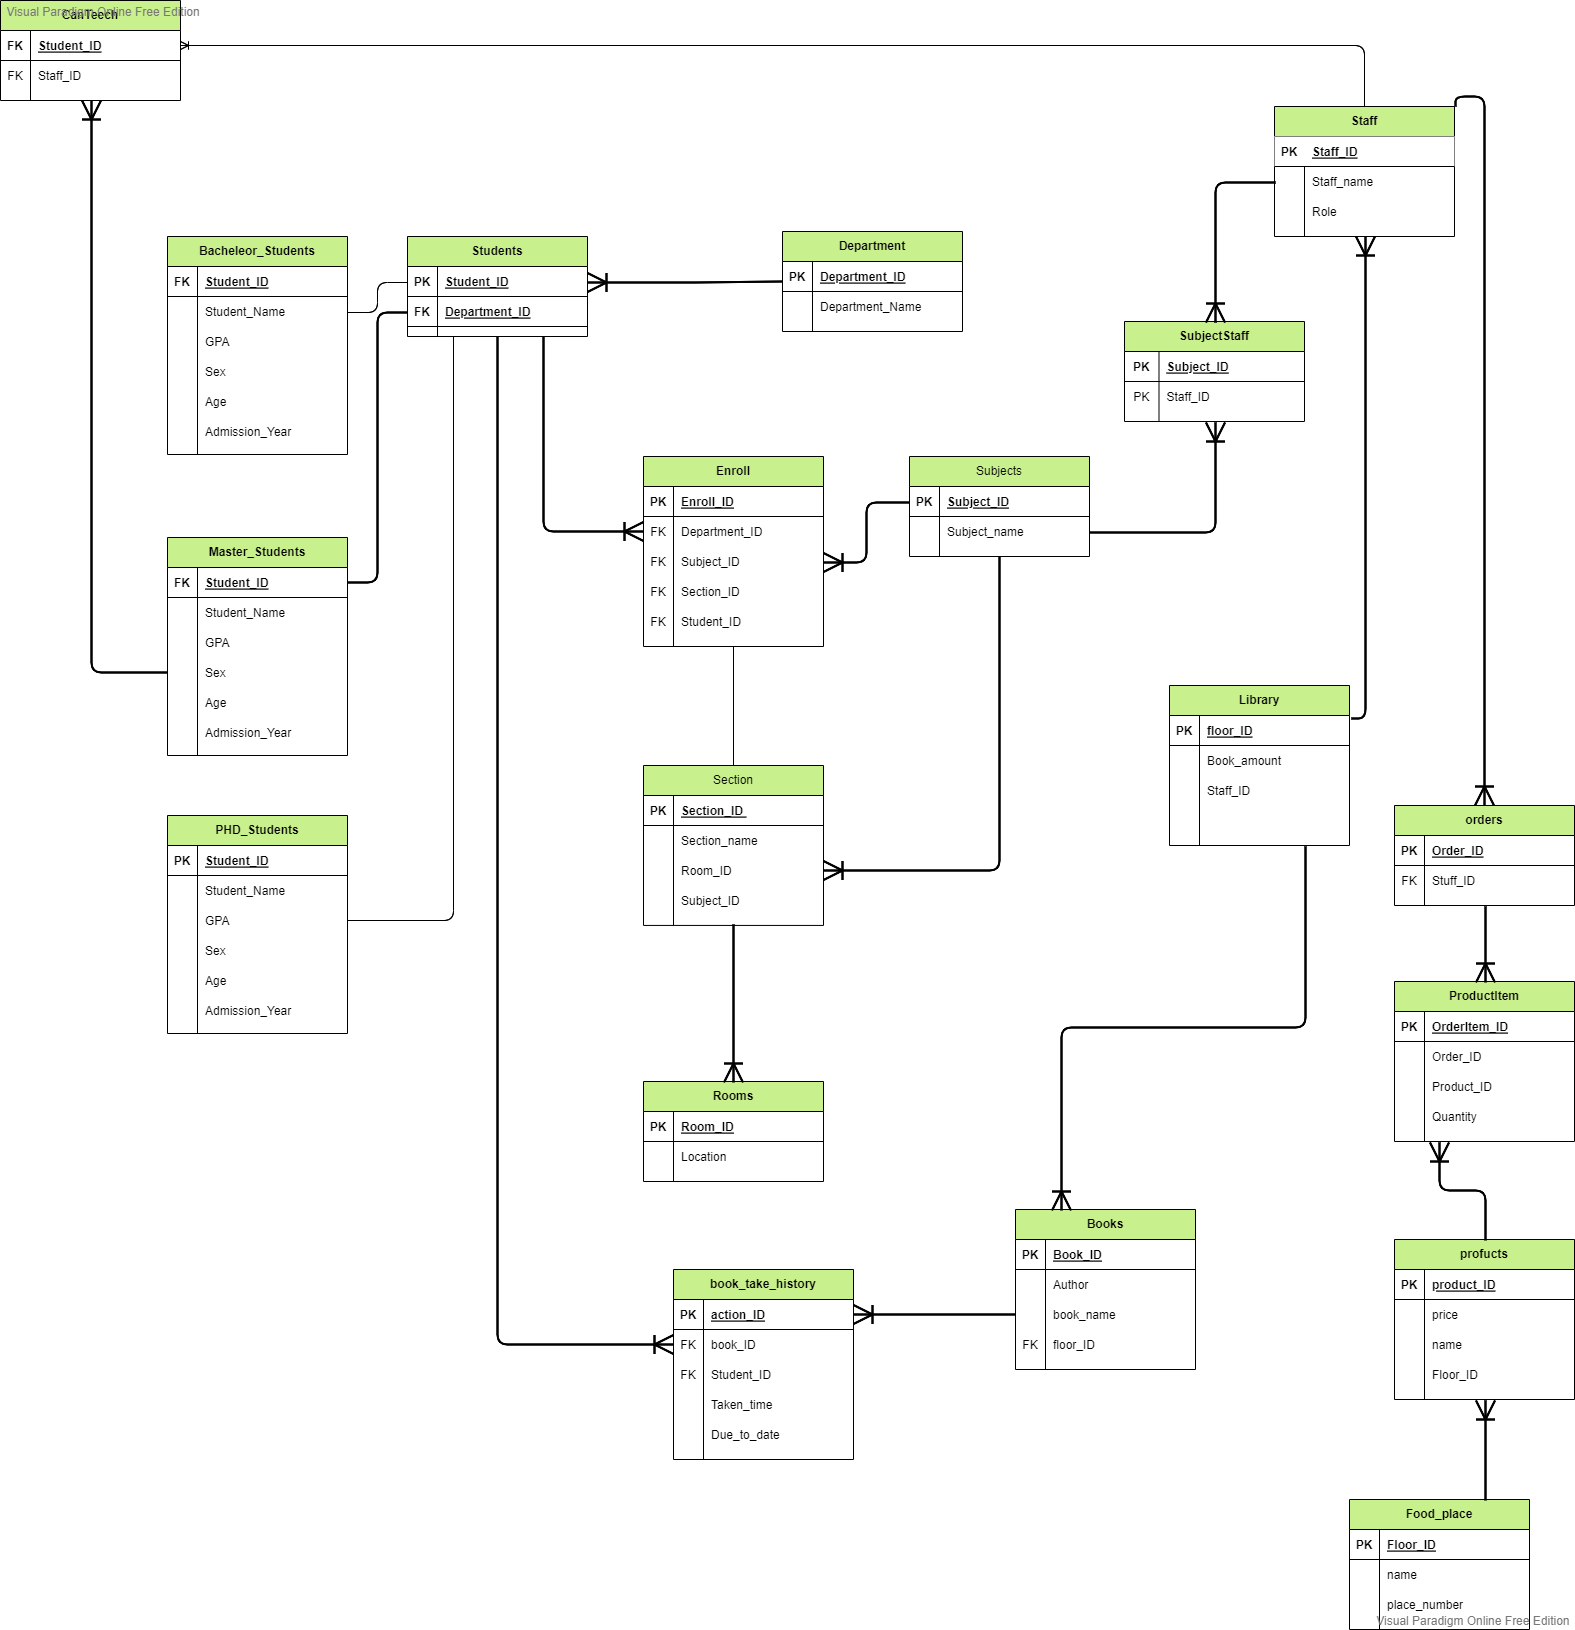 Visual Paradigm Online Free Edition
CanTeech
FK Student_ID
FK Staff_ID
Staff
PK Staff_ID
Staff_name
Role
Bacheleor_Students
FK Student_ID
Student_Name
GPA
Sex
Age
Admission_Year
Students
PK Student_ID
FK Department_ID
Department
PK Department_ID
Department_Name
SubjectStaff
PK Subject_ID
PK Staff_ID
Enroll
PK Enroll_ID
FK Department_ID
FK Subject_ID
FK Section_ID
FK Student_ID
Subjects
PK Subject_ID
Subject_name
Master_Students
FK Student_ID
Student_Name
GPA
Sex
Age
Admission_Year
Library
PK floor_ID
Book_amount
Staff_ID
Section
PK Section_ID
Section_name
Room_ID
Subject_ID
PHD_Students
PK Student_ID
Student_Name
GPA
Sex
Age
Admission_Year
orders
PK Order_ID
FK Stuff_ID
ProductItem
PK OrderItem_ID
Order_ID
Product_ID
Quantity
Rooms
PK Room_ID
Location
Books
PK Book_ID
Author
book_name
FK floor_ID
book_take_history
PK action_ID
FK book_ID
FK Student_ID
Taken_time
Due_to_date
profucts
PK product_ID
price
name
Floor_ID
Food_place
PK Floor_ID
name
place_number
Visual Paradigm Online Free Edition